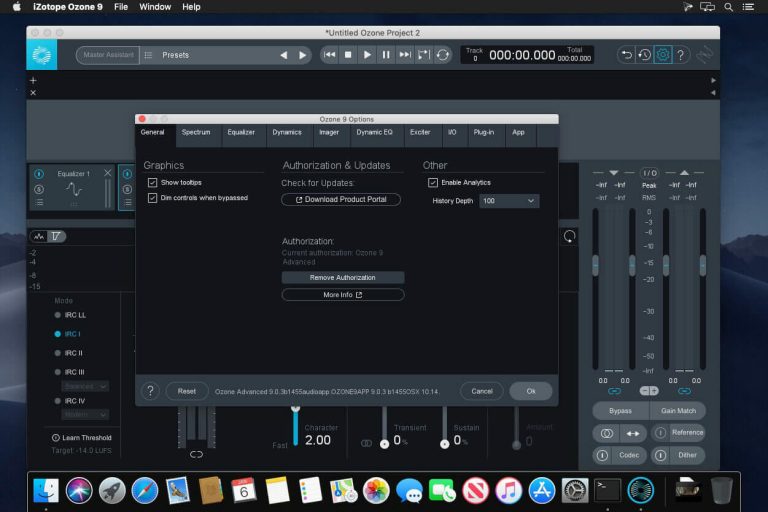 iZotope Ozone 9 File Window Help
*Untitled Ozone Project 2
Master Assistant Presets
Track 0 000:00.000 Total 000:00.000
Ozone 9 Options
General Spectrum Equalizer Dynamics Imager Dynamic EQ Exciter I/O Plug-in App
Graphics
Show tooltips
Dim controls when bypassed
Authorization & Updates
Check for Updates:
Download Product Portal
Authorization:
Current authorization: Ozone 9
Advanced
Remove Authorization
More Info
Other
Enable Analytics
History Depth 100
? Reset Ozone Advanced 9.0.3b1455audioapp OZONE9APP 9.0.3 b1455OSX 10.14. Cancel Ok
Equalizer 1
S
-2
-4
-8
-15
Mode
IRC LL
IRC I
IRC II
IRC III
Balanced
IRC IV
Modern
Learn Threshold
Target: -14.0 LUFS
Character
Fast 2.00
Transient
0%
Sustain
0%
Amount
0
I/O
-Inf -Inf Peak -Inf -Inf
-Inf -Inf RMS -Inf -Inf
0
-3
-6
-10
-15
-20
-30
-40
-50
-Inf
0.0 0.0 0.0 0.0
Bypass Gain Match
Reference
Codec Dither
JAN
6